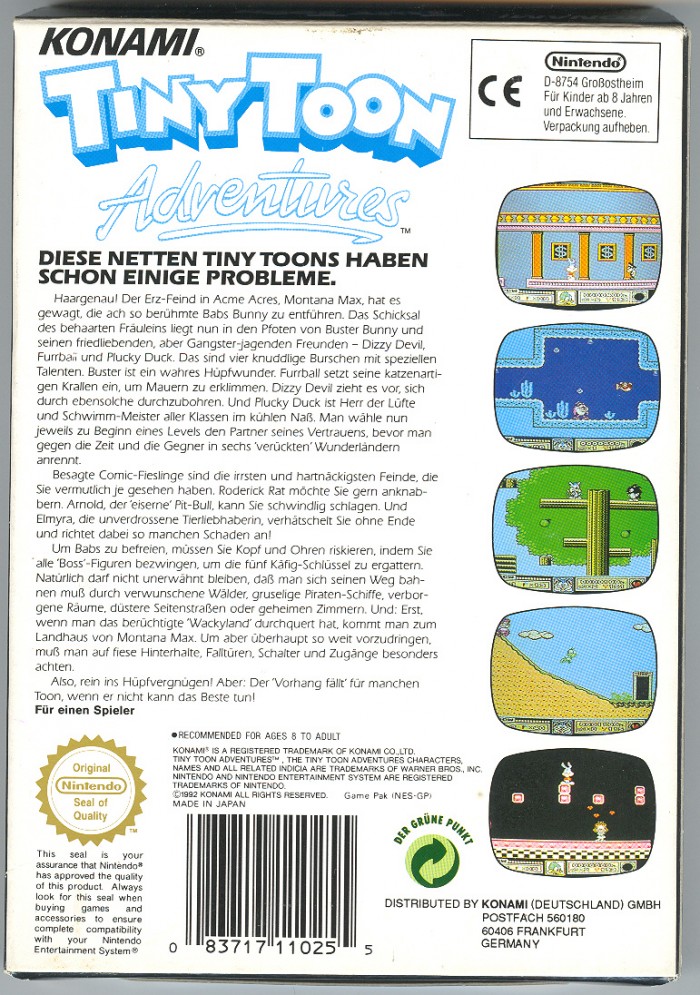 KONAMI®
TINY TOON
Adventures™
Nintendo®
CE
D-8754 Großostheim
Für Kinder ab 8 Jahren
und Erwachsene.
Verpackung aufheben.
DIESE NETTEN TINY TOONS HABEN
SCHON EINIGE PROBLEME.
Haargenau! Der Erz-Feind in Acme Acres, Montana Max, hat es
gewagt, die ach so berühmte Babs Bunny zu entführen. Das Schicksal
des behaarten Fräuleins liegt nun in den Pfoten von Buster Bunny und
seinen friedliebenden, aber Gangster-jagenden Freunden – Dizzy Devil,
Furrball und Plucky Duck. Das sind vier knuddlige Burschen mit speziellen
Talenten. Buster ist ein wahres Hüpfwunder. Furrball setzt seine katzenarti-
gen Krallen ein, um Mauern zu erklimmen. Dizzy Devil zieht es vor, sich
durch ebensolche durchzubohren. Und Plucky Duck ist Herr der Lüfte
und Schwimm-Meister aller Klassen im kühlen Naß. Man wähle nun
jeweils zu Beginn eines Levels den Partner seines Vertrauens, bevor man
gegen die Zeit und die Gegner in sechs 'verückten' Wunderländern
anrennt.
Besagte Comic-Fieslinge sind die irrsten und hartnäckigsten Feinde, die
Sie vermutlich je gesehen haben. Roderick Rat möchte Sie gern anknab-
bern. Arnold, der 'eiserne' Pit-Bull, kann Sie schwindlig schlagen. Und
Elmyra, die unverdrossene Tierliebhaberin, verhätschelt Sie ohne Ende
und richtet dabei so manchen Schaden an!
Um Babs zu befreien, müssen Sie Kopf und Ohren riskieren, indem Sie
alle 'Boss'-Figuren bezwingen, um die fünf Käfig-Schlüssel zu ergattern.
Natürlich darf nicht unerwähnt bleiben, daß man sich seinen Weg bah-
nen muß durch verwunschene Wälder, gruselige Piraten-Schiffe, verbor-
gene Räume, düstere Seitenstraßen oder geheimen Zimmern. Und: Erst,
wenn man das berüchtigte 'Wackyland' durchquert hat, kommt man zum
Landhaus von Montana Max. Um aber überhaupt so weit vorzudringen,
muß man auf fiese Hinterhalte, Falltüren, Schalter und Zugänge besonders
achten.
Also, rein ins Hüpfvergnügen! Aber: Der 'Vorhang fällt' für manchen
Toon, wenn er nicht kann das Beste tun!
Für einen Spieler
Original
Nintendo®
Seal of
Quality
™
This seal is your
assurance that Nintendo®
has approved the quality
of this product. Always
look for this seal when
buying games and
accessories to ensure
complete compatibility
with your Nintendo
Entertainment System®.
●RECOMMENDED FOR AGES 8 TO ADULT
KONAMI® IS A REGISTERED TRADEMARK OF KONAMI CO.,LTD.
TINY TOON ADVENTURES™, THE TINY TOON ADVENTURES CHARACTERS,
NAMES AND ALL RELATED INDICIA ARE TRADEMARKS OF WARNER BROS., INC.
NINTENDO AND NINTENDO ENTERTAINMENT SYSTEM ARE REGISTERED
TRADEMARKS OF NINTENDO.
©1992 KONAMI ALL RIGHTS RESERVED. Game Pak (NES-GP)
MADE IN JAPAN
0 83717 11025 5
DER GRÜNE PUNKT
DISTRIBUTED BY KONAMI (DEUTSCHLAND) GMBH
POSTFACH 560180
60406 FRANKFURT
GERMANY